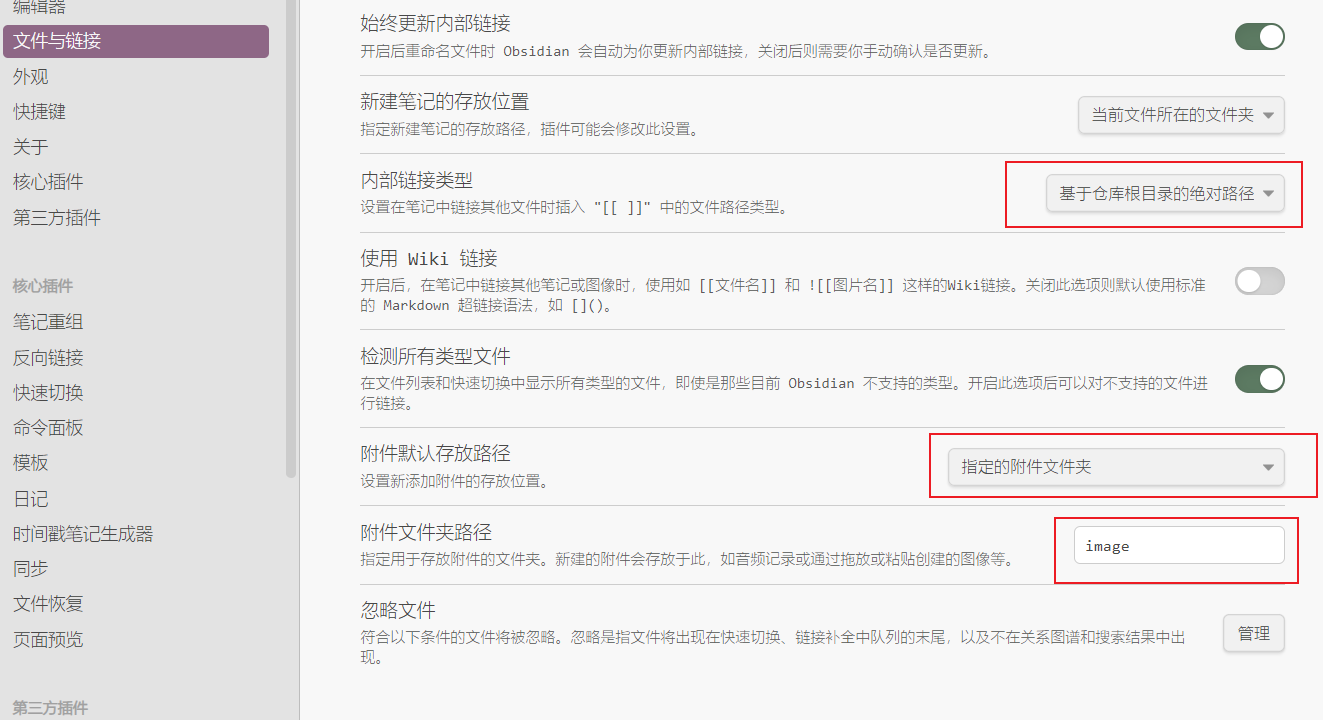 编辑器
文件与链接
外观
快捷键
关于
核心插件
第三方插件
核心插件
笔记重组
反向链接
快速切换
命令面板
模板
日记
时间戳笔记生成器
同步
文件恢复
页面预览
第三方插件
始终更新内部链接
开启后重命名文件时 Obsidian 会自动为你更新内部链接，关闭后则需要你手动确认是否更新。
新建笔记的存放位置
指定新建笔记的存放路径，插件可能会修改此设置。
当前文件所在的文件夹
内部链接类型
设置在笔记中链接其他文件时插入 "[[ ]]" 中的文件路径类型。
基于仓库根目录的绝对路径
使用 Wiki 链接
开启后，在笔记中链接其他笔记或图像时，使用如 [[文件名]] 和 ![[图片名]] 这样的Wiki链接。关闭此选项则默认使用标准
的 Markdown 超链接语法，如 []()。
检测所有类型文件
在文件列表和快速切换中显示所有类型的文件，即使是那些目前 Obsidian 不支持的类型。开启此选项后可以对不支持的文件进
行链接。
附件默认存放路径
设置新添加附件的存放位置。
指定的附件文件夹
附件文件夹路径
指定用于存放附件的文件夹。新建的附件会存放于此，如音频记录或通过拖放或粘贴创建的图像等。
image
忽略文件
符合以下条件的文件将被忽略。忽略是指文件将出现在快速切换、链接补全中队列的末尾，以及不在关系图谱和搜索结果中出
现。
管理